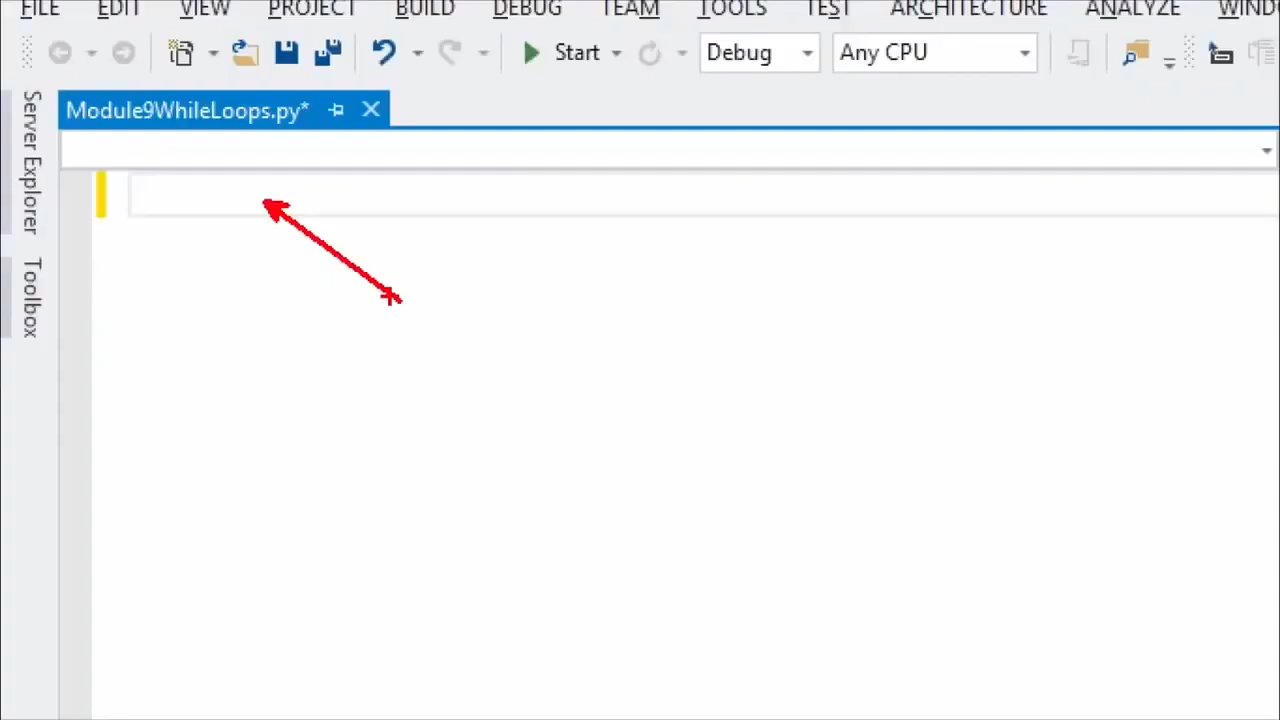 FILE EDIT VIEW PROJECT BUILD DEBUG TEAM TOOLS TEST ARCHITECTURE ANALYZE
Start Debug Any CPU
Module9WhileLoops.py*
Server Explorer
Toolbox